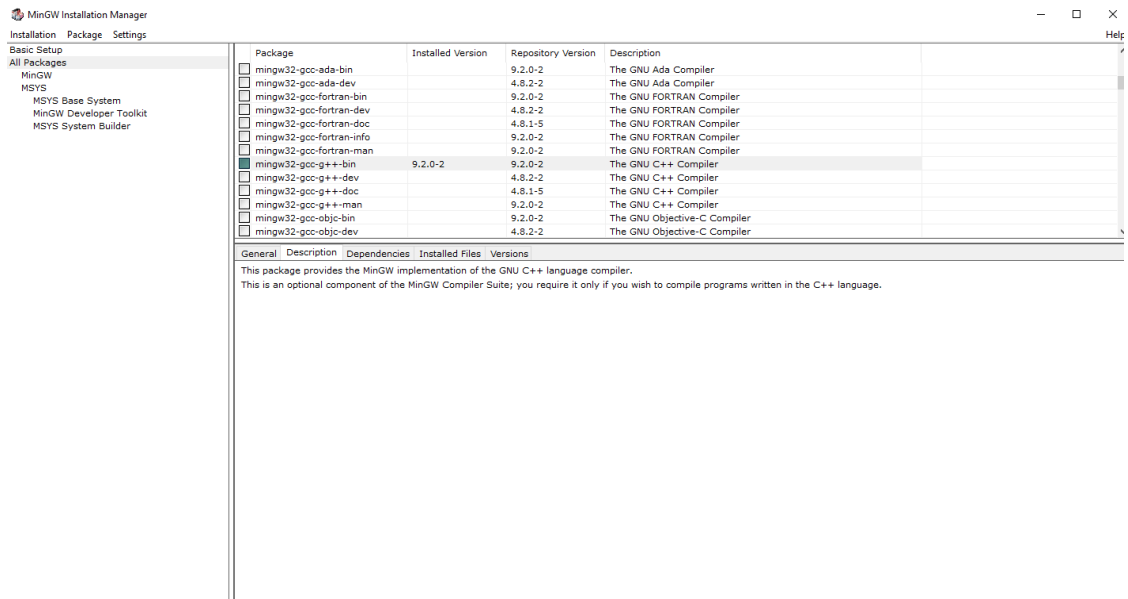 MinGW Installation Manager
Installation Package Settings Help
Basic Setup
All Packages
MinGW
MSYS
MSYS Base System
MinGW Developer Toolkit
MSYS System Builder
Package Installed Version Repository Version Description
mingw32-gcc-ada-bin 9.2.0-2 The GNU Ada Compiler
mingw32-gcc-ada-dev 4.8.2-2 The GNU Ada Compiler
mingw32-gcc-fortran-bin 9.2.0-2 The GNU FORTRAN Compiler
mingw32-gcc-fortran-dev 4.8.2-2 The GNU FORTRAN Compiler
mingw32-gcc-fortran-doc 4.8.1-5 The GNU FORTRAN Compiler
mingw32-gcc-fortran-info 9.2.0-2 The GNU FORTRAN Compiler
mingw32-gcc-fortran-man 9.2.0-2 The GNU FORTRAN Compiler
mingw32-gcc-g++-bin 9.2.0-2 9.2.0-2 The GNU C++ Compiler
mingw32-gcc-g++-dev 4.8.2-2 The GNU C++ Compiler
mingw32-gcc-g++-doc 4.8.1-5 The GNU C++ Compiler
mingw32-gcc-g++-man 9.2.0-2 The GNU C++ Compiler
mingw32-gcc-objc-bin 9.2.0-2 The GNU Objective-C Compiler
mingw32-gcc-objc-dev 4.8.2-2 The GNU Objective-C Compiler
General Description Dependencies Installed Files Versions
This package provides the MinGW implementation of the GNU C++ language compiler.
This is an optional component of the MinGW Compiler Suite; you require it only if you wish to compile programs written in the C++ language.